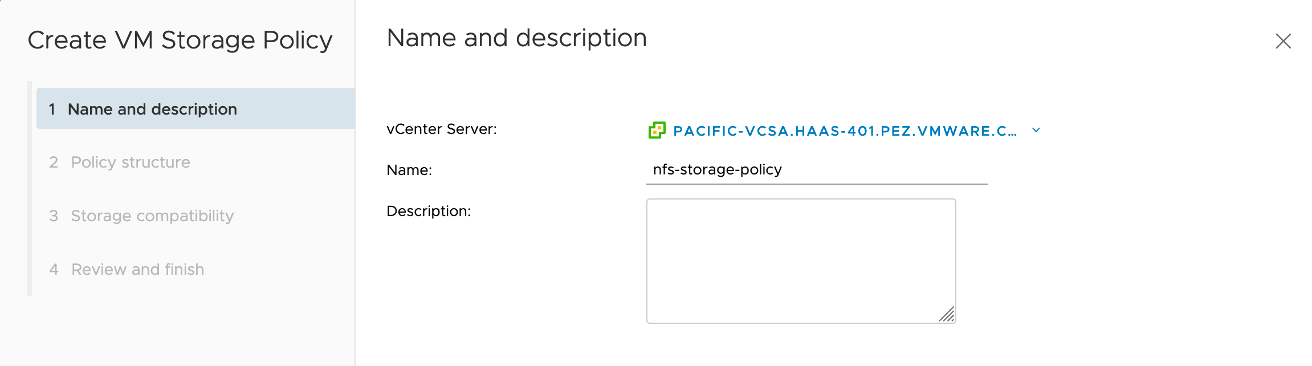 Create VM Storage Policy
1 Name and description
2 Policy structure
3 Storage compatibility
4 Review and finish
Name and description
vCenter Server: PACIFIC-VCSA.HAAS-401.PEZ.VMWARE.C...
Name: nfs-storage-policy
Description: